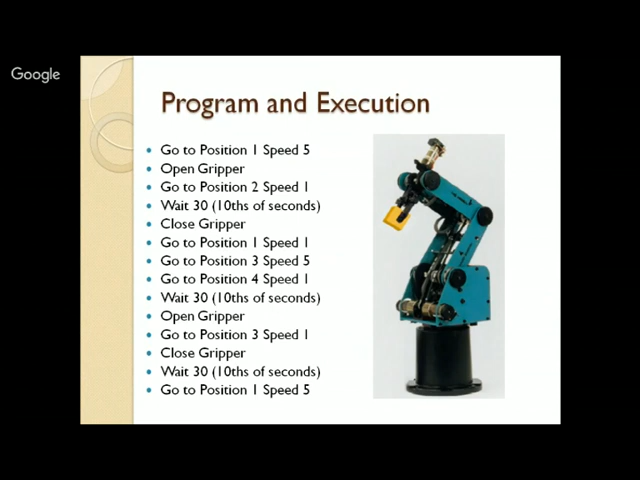 Google
Program and Execution
Go to Position 1 Speed 5
Open Gripper
Go to Position 2 Speed 1
Wait 30 (10ths of seconds)
Close Gripper
Go to Position 1 Speed 1
Go to Position 3 Speed 5
Go to Position 4 Speed 1
Wait 30 (10ths of seconds)
Open Gripper
Go to Position 3 Speed 1
Close Gripper
Wait 30 (10ths of seconds)
Go to Position 1 Speed 5